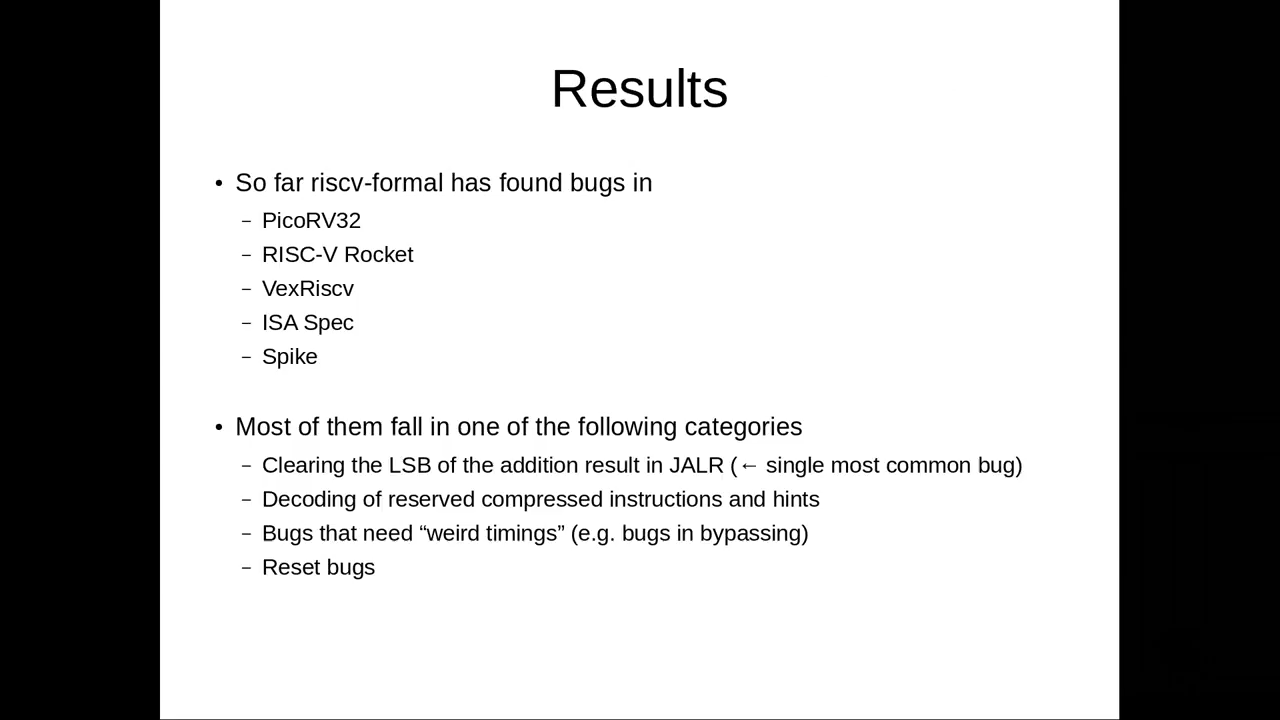 Results
• So far riscv-formal has found bugs in
– PicoRV32
– RISC-V Rocket
– VexRiscv
– ISA Spec
– Spike
• Most of them fall in one of the following categories
– Clearing the LSB of the addition result in JALR (← single most common bug)
– Decoding of reserved compressed instructions and hints
– Bugs that need “weird timings” (e.g. bugs in bypassing)
– Reset bugs